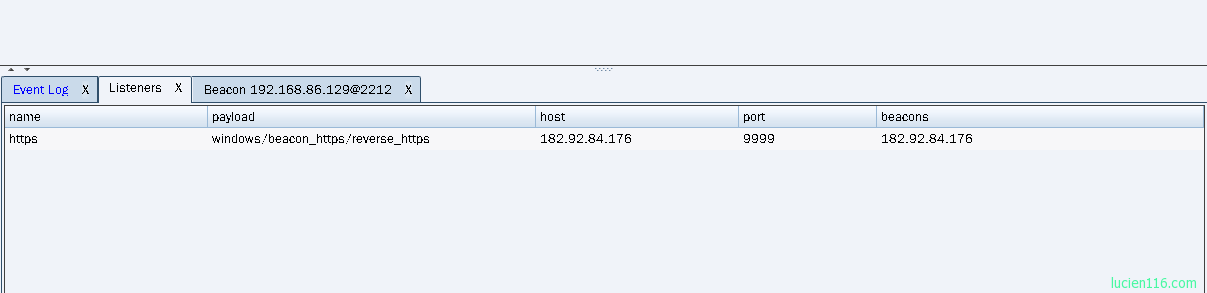 Event Log X Listeners X Beacon 192.168.86.129@2212 X
name payload host port beacons
https windows/beacon_https/reverse_https 182.92.84.176 9999 182.92.84.176
lucien116.com